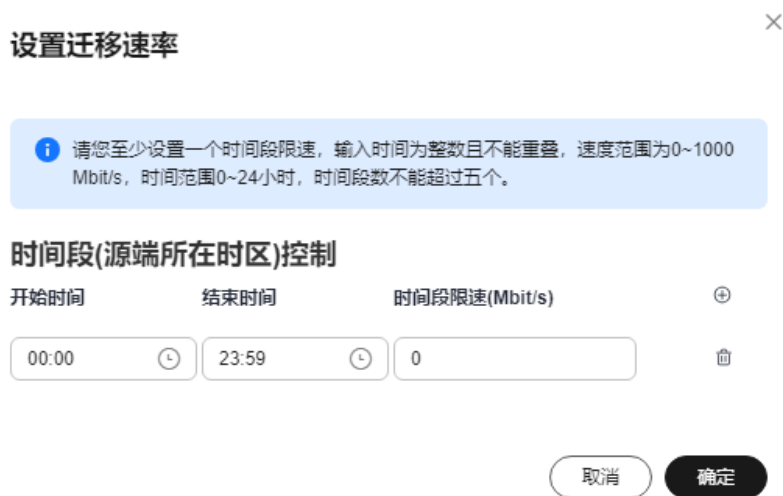 设置迁移速率
请您至少设置一个时间段限速，输入时间为整数且不能重叠，速度范围为0~1000
Mbit/s，时间范围0~24小时，时间段数不能超过五个。
时间段(源端所在时区)控制
开始时间 结束时间 时间段限速(Mbit/s)
00:00 23:59 0
取消 确定